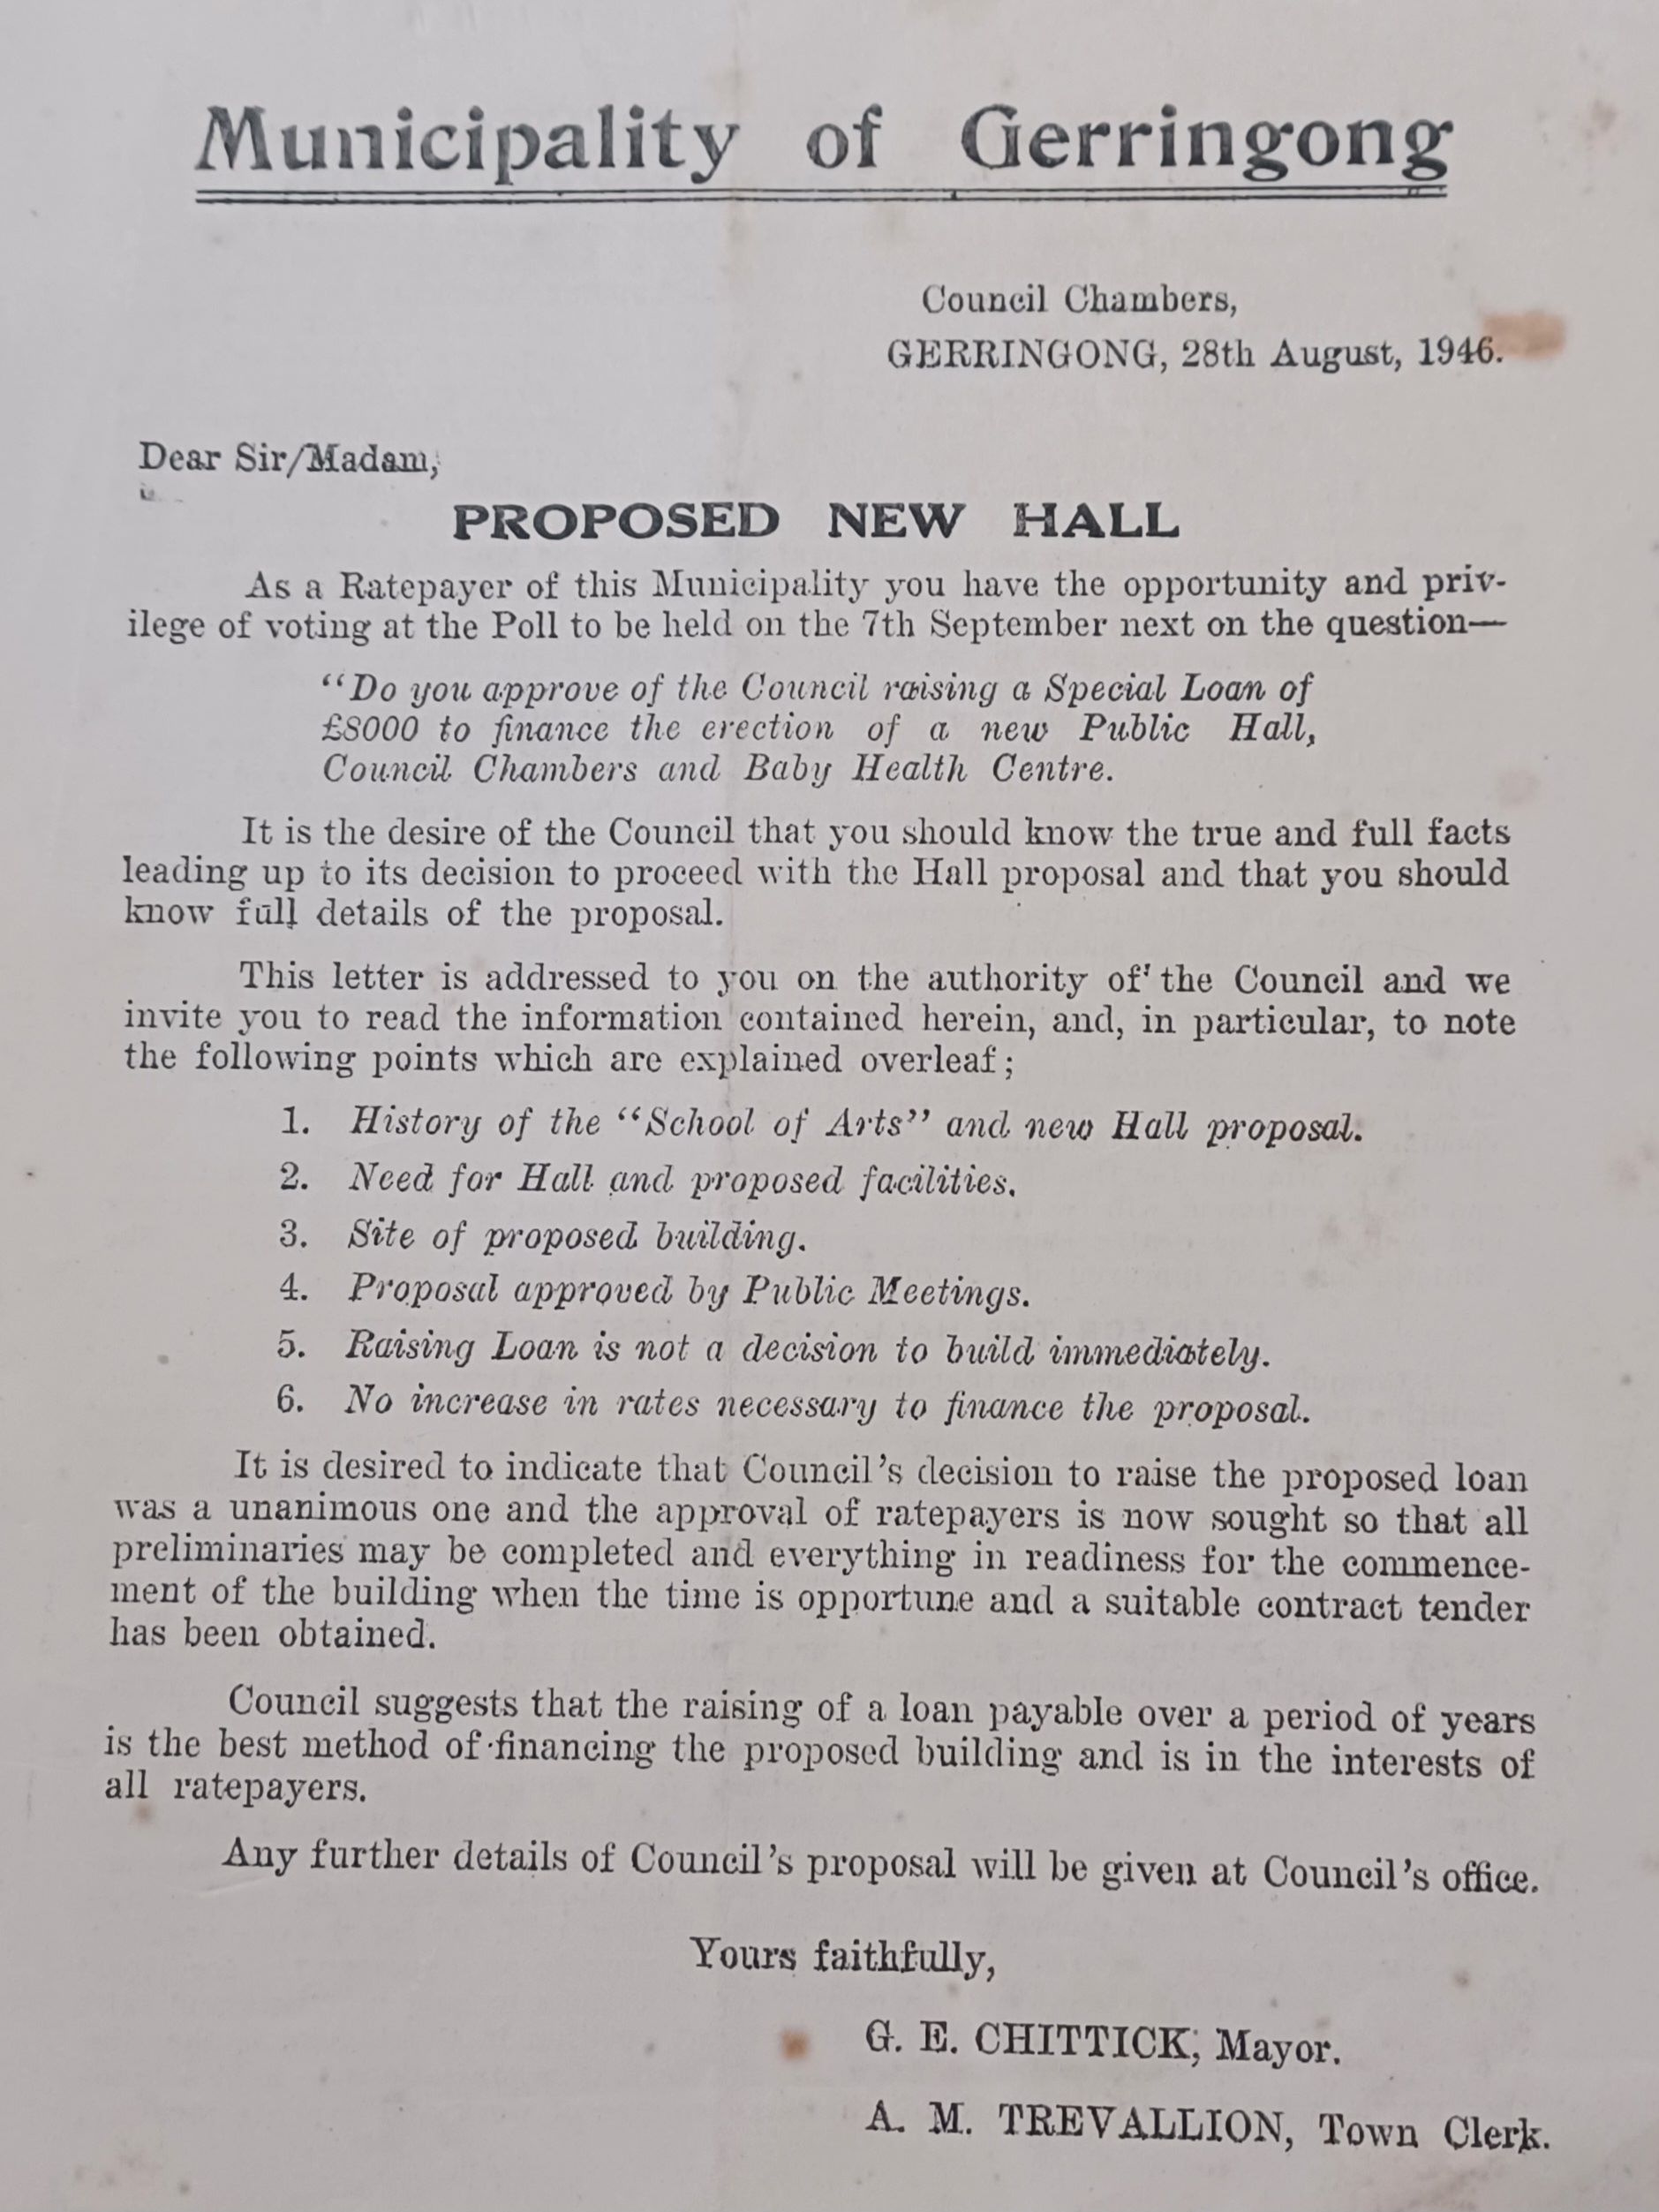 Municipality of Gerringong
Council Chambers,
GERRINGONG, 28th August, 1946.
Dear Sir/Madam,
PROPOSED NEW HALL
As a Ratepayer of this Municipality you have the opportunity and priv-
ilege of voting at the Poll to be held on the 7th September next on the question—
"Do you approve of the Council raising a Special Loan of
£8000 to finance the erection of a new Public Hall,
Council Chambers and Baby Health Centre.
It is the desire of the Council that you should know the true and full facts
leading up to its decision to proceed with the Hall proposal and that you should
know full details of the proposal.
This letter is addressed to you on the authority of the Council and we
invite you to read the information contained herein, and, in particular, to note
the following points which are explained overleaf;
1. History of the "School of Arts" and new Hall proposal.
2. Need for Hall and proposed facilities.
3. Site of proposed building.
4. Proposal approved by Public Meetings.
5. Raising Loan is not a decision to build immediately.
6. No increase in rates necessary to finance the proposal.
It is desired to indicate that Council's decision to raise the proposed loan
was a unanimous one and the approval of ratepayers is now sought so that all
preliminaries may be completed and everything in readiness for the commence-
ment of the building when the time is opportune and a suitable contract tender
has been obtained.
Council suggests that the raising of a loan payable over a period of years
is the best method of financing the proposed building and is in the interests of
all ratepayers.
Any further details of Council's proposal will be given at Council's office.
Yours faithfully,
G. E. CHITTICK, Mayor.
A. M. TREVALLION, Town Clerk.